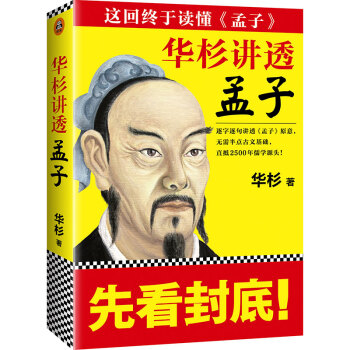 这回终于读懂《孟子》
华杉讲透
孟子
逐字逐句讲透《孟子》原意，
无需半点古文基础，
直抵2500年儒学源头！
华杉 著
先看封底！
华杉讲透
孟子
华杉
著